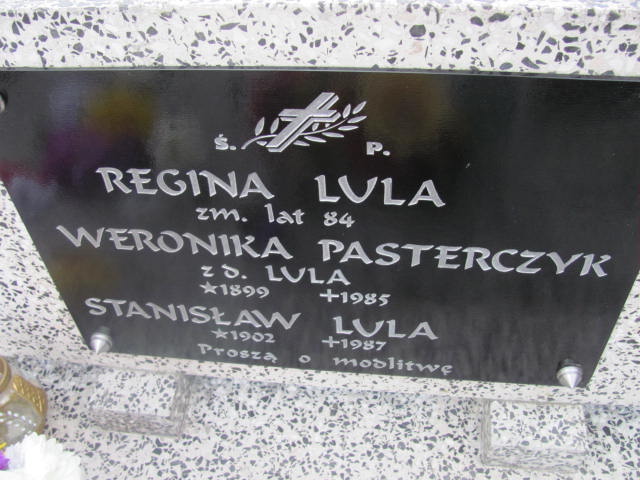 Ś. P.
REGINA LULA
zm. lat 84
WERONIKA PASTERCZYK
z d. LULA
*1899 +1985
STANISŁAW LULA
*1902 +1987
Proszą o modlitwę